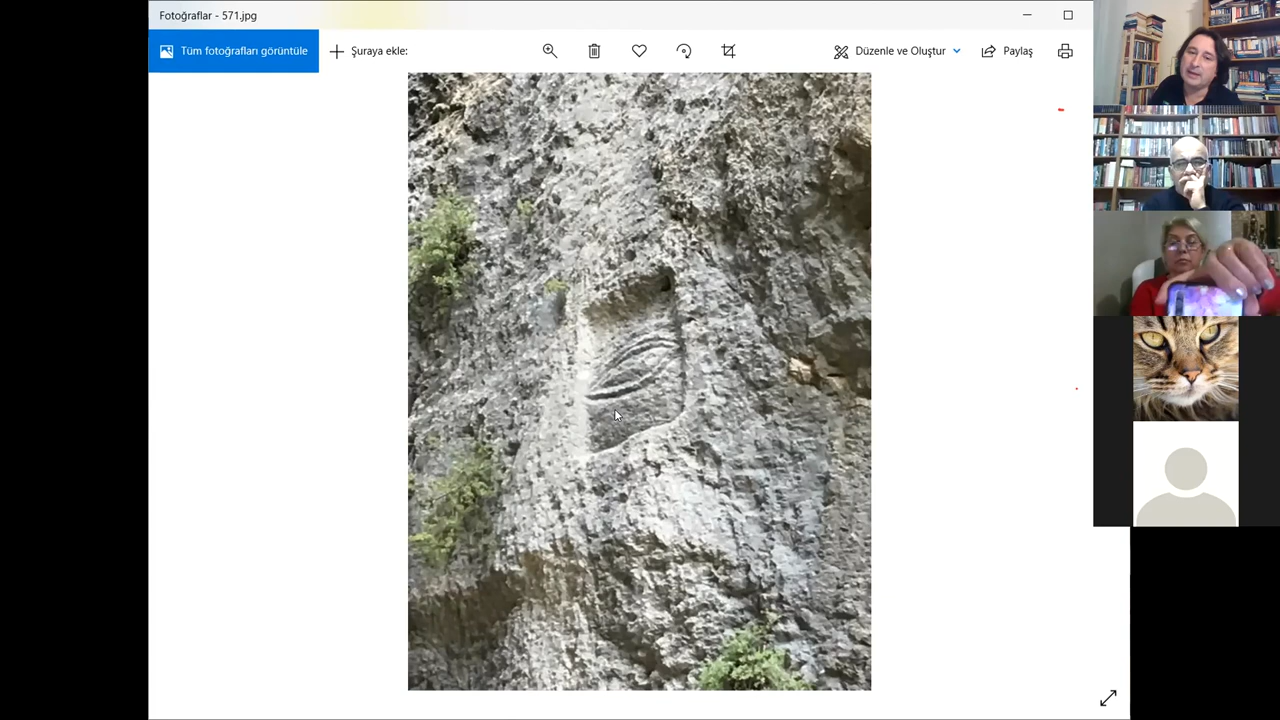 Fotoğraflar - 571.jpg
Tüm fotoğrafları görüntüle
Şuraya ekle:
Düzenle ve Oluştur
Paylaş